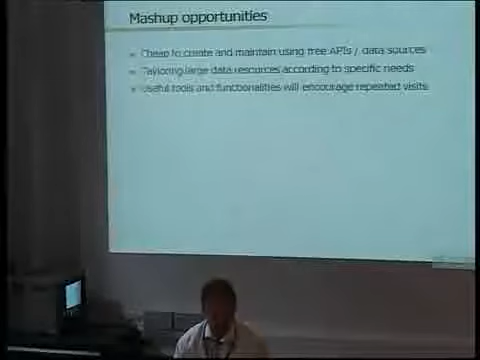 Mashup opportunities
Cheap to create and maintain using free APIs / data sources
Tayloring large data resources according to specific needs
Useful tools and functionalities will encourage repeated visits